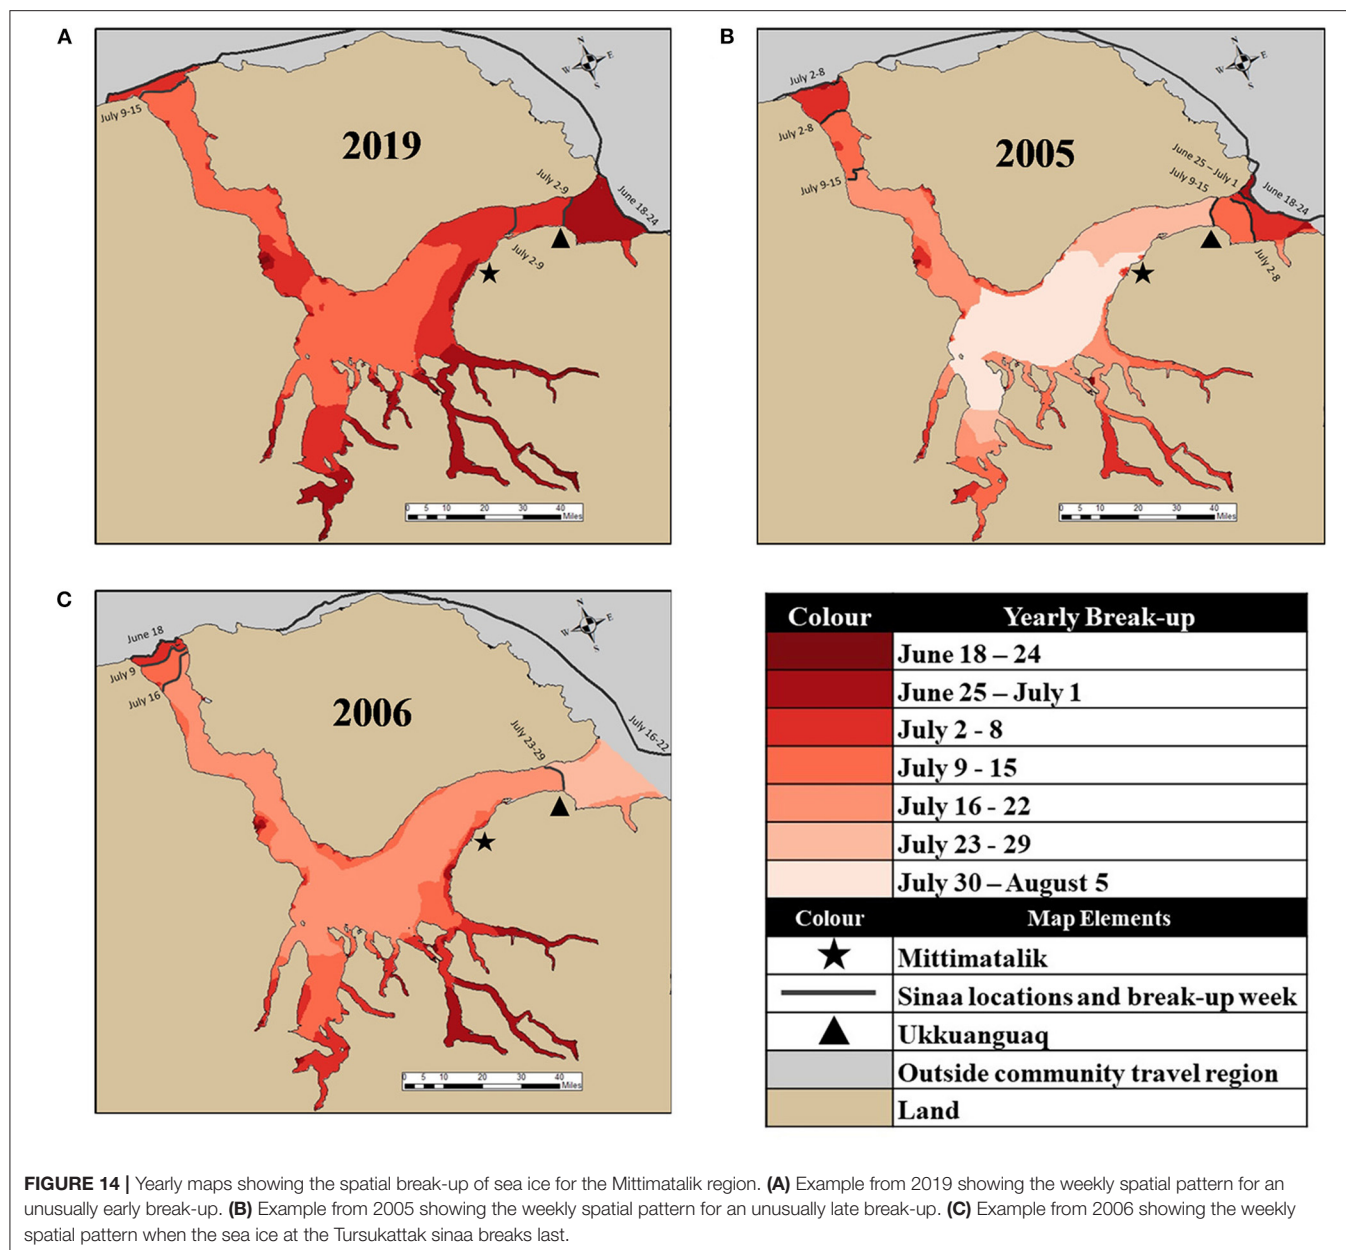 A
N
W
E
S
July 9-15
2019
July 2-9
June 18-24
July 2-9
0 5 10 20 30 40
Miles
B
N
W
E
S
July 2-8
July 2-8
July 9-15
2005
June 25 – July 1
July 9-15
June 18-24
July 2-8
0 5 10 20 30 40
Miles
C
N
W
E
S
June 18
July 9
July 16
2006
July 23-29
July 16-22
0 5 10 20 30 40
Miles
Colour Yearly Break-up
June 18 – 24
June 25 – July 1
July 2 - 8
July 9 - 15
July 16 - 22
July 23 - 29
July 30 – August 5
Colour Map Elements
Mittimatalik
Sinaa locations and break-up week
Ukkuanguaq
Outside community travel region
Land
FIGURE 14 | Yearly maps showing the spatial break-up of sea ice for the Mittimatalik region. (A) Example from 2019 showing the weekly spatial pattern for an
unusually early break-up. (B) Example from 2005 showing the weekly spatial pattern for an unusually late break-up. (C) Example from 2006 showing the weekly
spatial pattern when the sea ice at the Tursukattak sinaa breaks last.